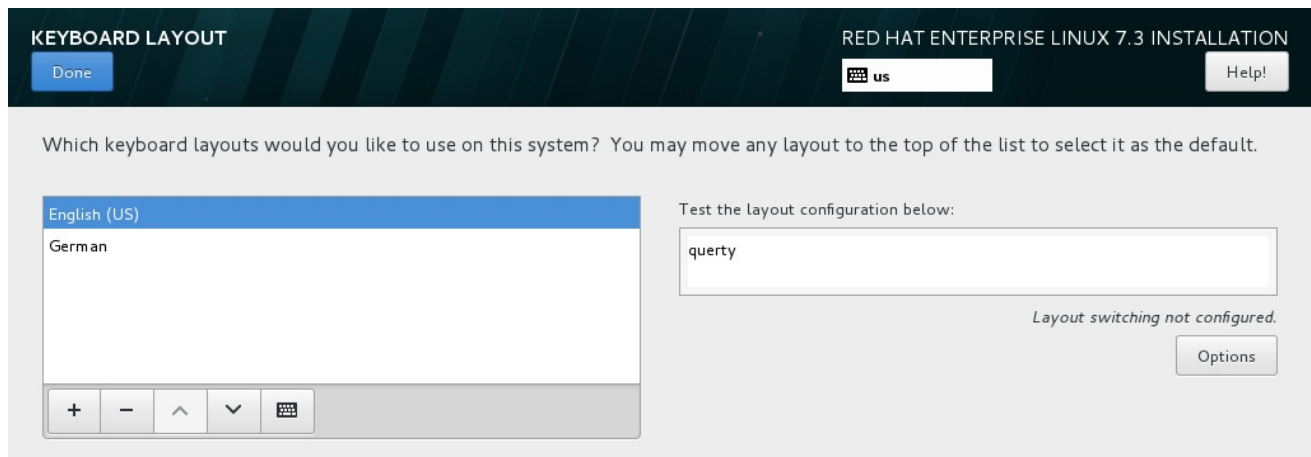 KEYBOARD LAYOUT
RED HAT ENTERPRISE LINUX 7.3 INSTALLATION
Done
us
Help!
Which keyboard layouts would you like to use on this system? You may move any layout to the top of the list to select it as the default.
English (US)
German
Test the layout configuration below:
querty
Layout switching not configured.
Options